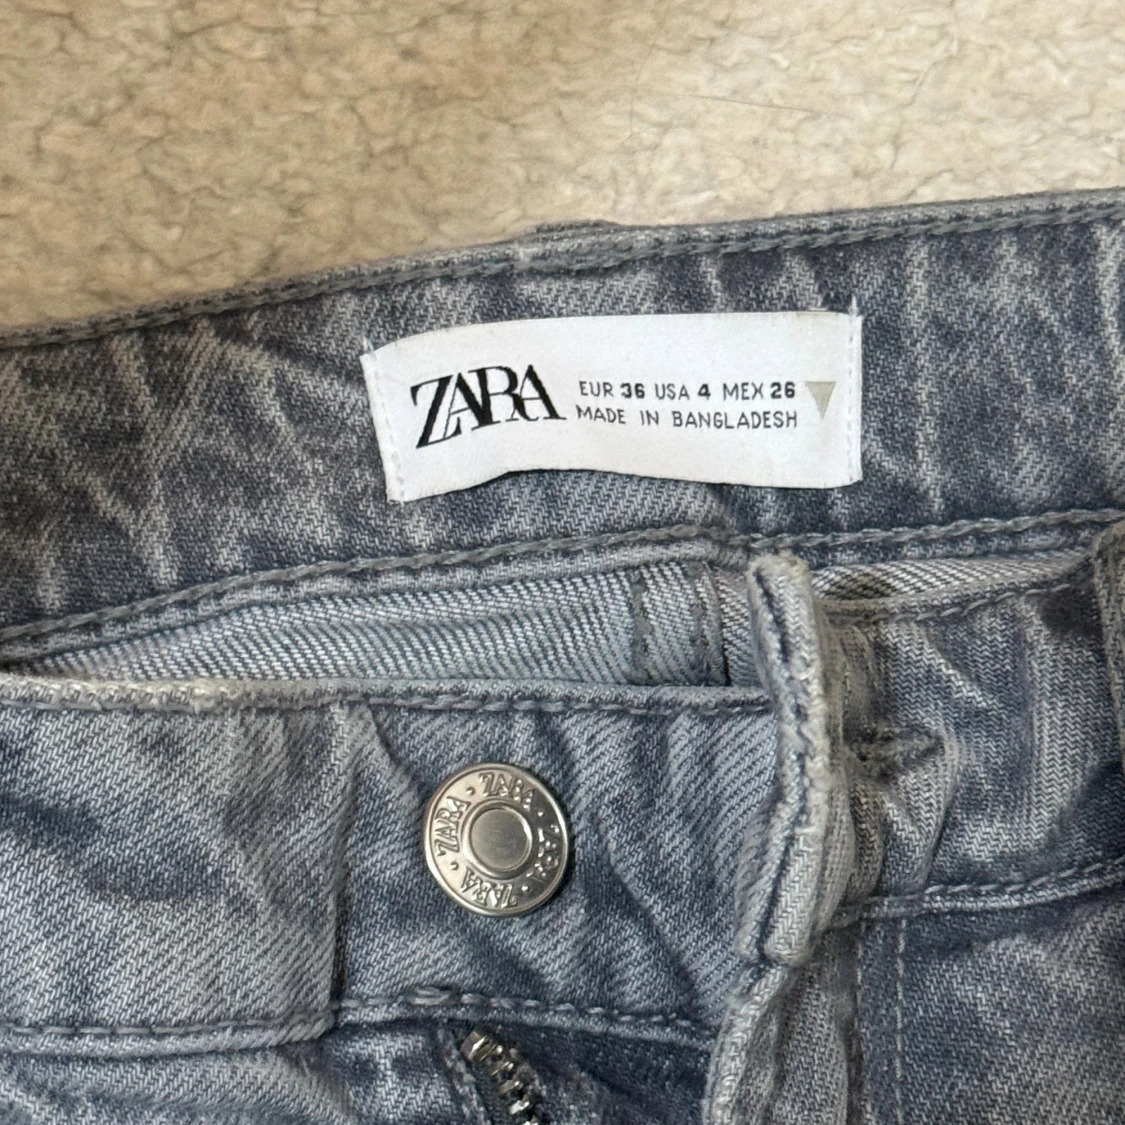 ZARA
EUR 36 USA 4 MEX 26
MADE IN BANGLADESH
ZARA · ZARA · ZARA · ZARA ·